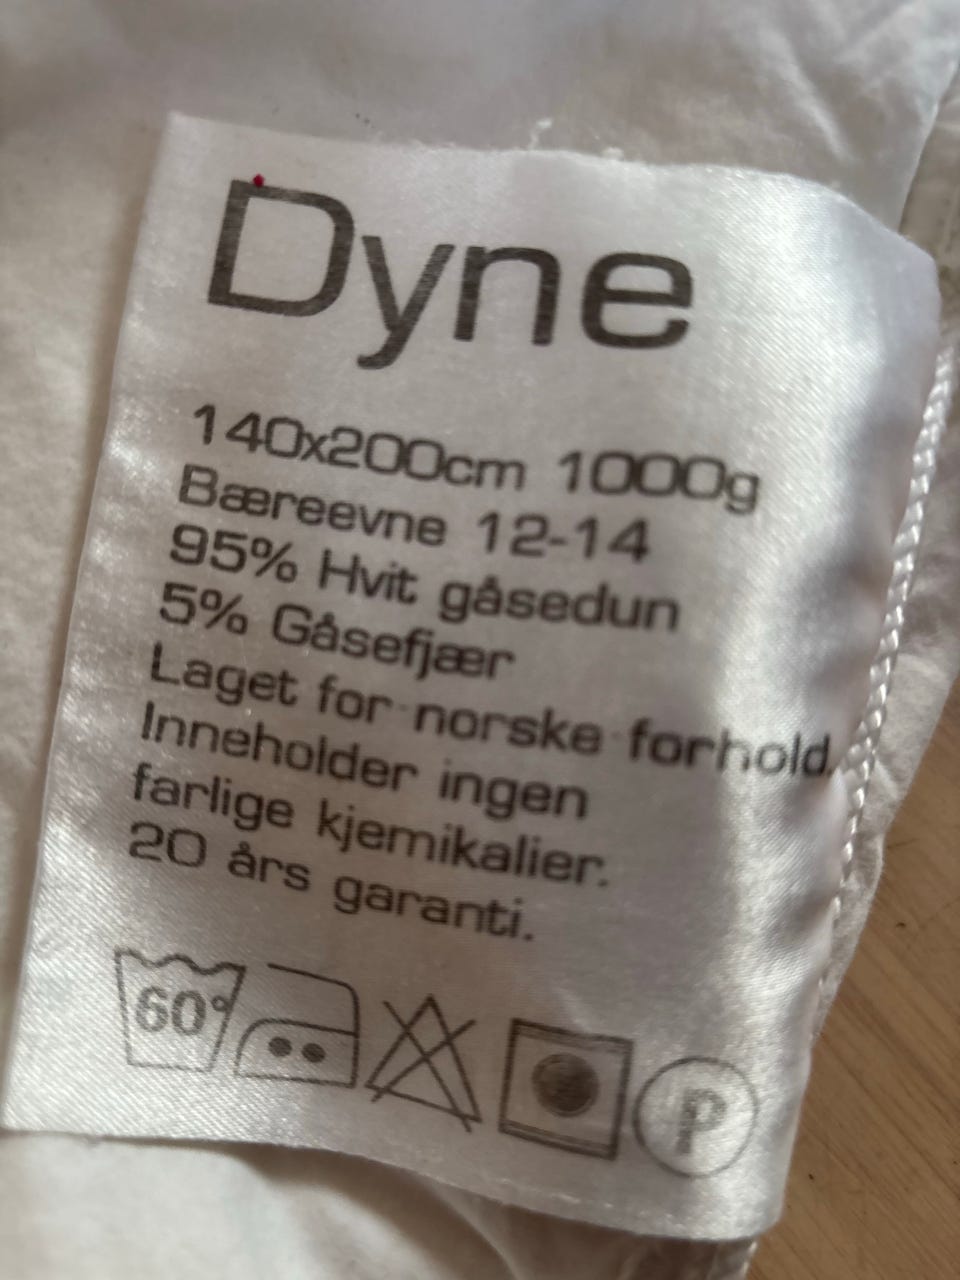 Dyne
140x200cm 1000g
Bæreevne 12-14
95% Hvit gåsedun
5% Gåsefjær
Laget for norske forhold.
Inneholder ingen
farlige kjemikalier.
20 års garanti.
60° P